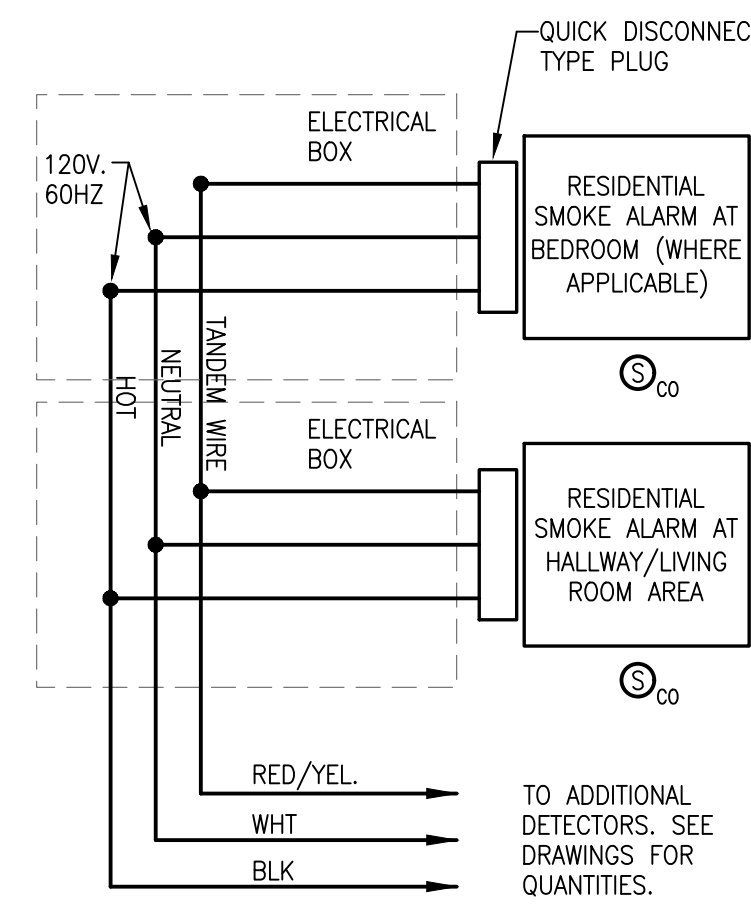 QUICK DISCONNEC
TYPE PLUG
ELECTRICAL
BOX
120V.
60HZ
RESIDENTIAL
SMOKE ALARM AT
BEDROOM (WHERE
APPLICABLE)
S CO
HOT
NEUTRAL
TANDEM WIRE
ELECTRICAL
BOX
RESIDENTIAL
SMOKE ALARM AT
HALLWAY/LIVING
ROOM AREA
S CO
RED/YEL.
WHT
BLK
TO ADDITIONAL
DETECTORS. SEE
DRAWINGS FOR
QUANTITIES.